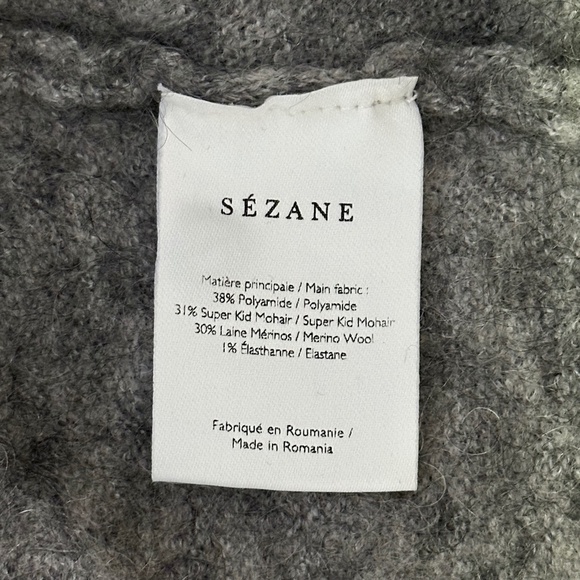 SÉZANE
Matière principale / Main fabric :
38% Polyamide / Polyamide
31% Super Kid Mohair / Super Kid Mohair
30% Laine Mérinos / Merino Wool
1% Élasthanne / Elastane
Fabriqué en Roumanie /
Made in Romania